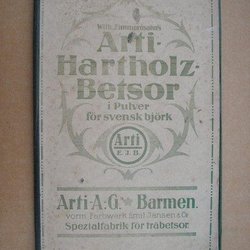 Wilh. Zimmermann's
Arti-
Hartholz-
Betsor
i Pulver
för svensk björk
Arti
E.J.B.
Arti-A.-G. Barmen.
vorm. Farbwerk Emil Jansen & Co
Spezialfabrik för träbetsor